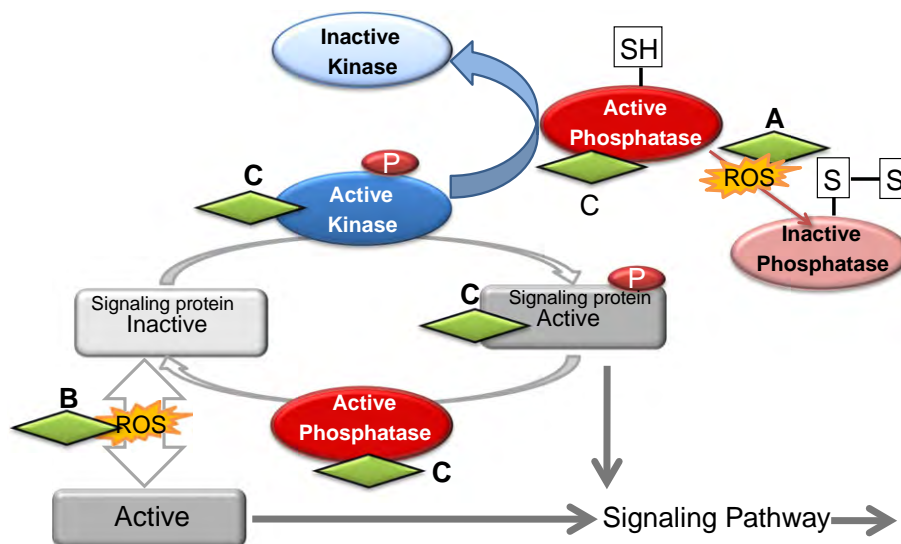 Inactive
Kinase
SH
Active
Phosphatase
A
ROS
S
S
C
Inactive
Phosphatase
P
C
Active
Kinase
P
Signaling protein
Inactive
C
Signaling protein
Active
B
ROS
Active
Phosphatase
C
Active
Signaling Pathway